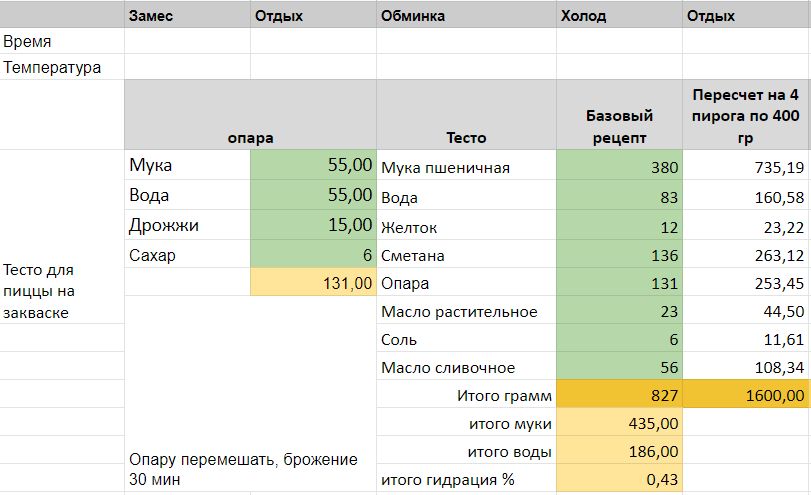 Замес Отдых Обминка Холод Отдых
Время
Температура
опара Тесто Базовый рецепт Пересчет на 4 пирога по 400 гр
Мука 55,00 Мука пшеничная 380 735,19
Вода 55,00 Вода 83 160,58
Дрожжи 15,00 Желток 12 23,22
Сахар 6 Сметана 136 263,12
Тесто для пиццы на закваске
131,00 Опара 131 253,45
Масло растительное 23 44,50
Соль 6 11,61
Масло сливочное 56 108,34
Итого грамм 827 1600,00
итого муки 435,00
итого воды 186,00
Опару перемешать, брожение 30 мин
итого гидрация % 0,43